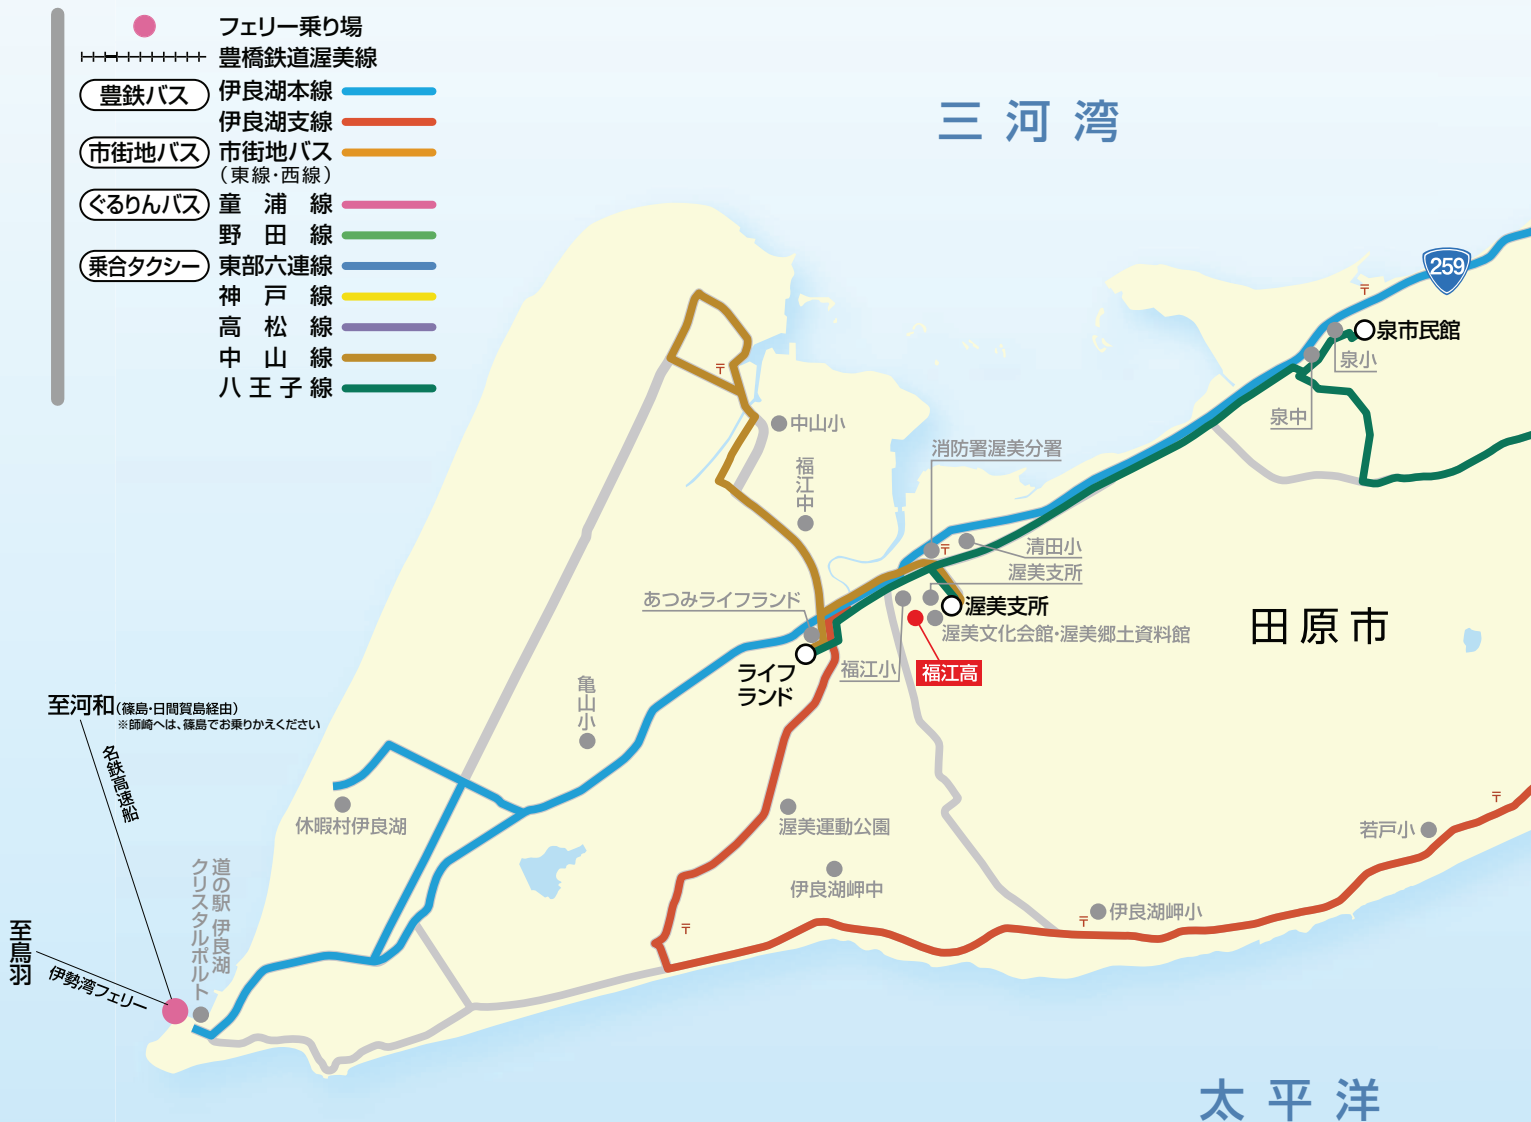 フェリー乗り場
豊橋鉄道渥美線
豊鉄バス
伊良湖本線
伊良湖支線
市街地バス
市街地バス
（東線・西線）
ぐるりんバス
童浦線
野田線
乗合タクシー
東部六連線
神戸線
高松線
中山線
八王子線
三河湾
259
〒
泉市民館
泉小
泉中
〒
中山小
福江中
消防署渥美分署
〒
清田小
渥美支所
渥美支所
渥美文化会館・渥美郷土資料館
あつみライフランド
ライフ
ランド
福江小
福江高
田原市
亀山小
至河和（篠島・日間賀島経由）
※師崎へは、篠島でお乗りかえください
名鉄高速船
休暇村伊良湖
渥美運動公園
伊良湖岬中
〒
若戸小
〒
伊良湖岬小
〒
道の駅 伊良湖
クリスタルポルト
至鳥羽
伊勢湾フェリー
太平洋